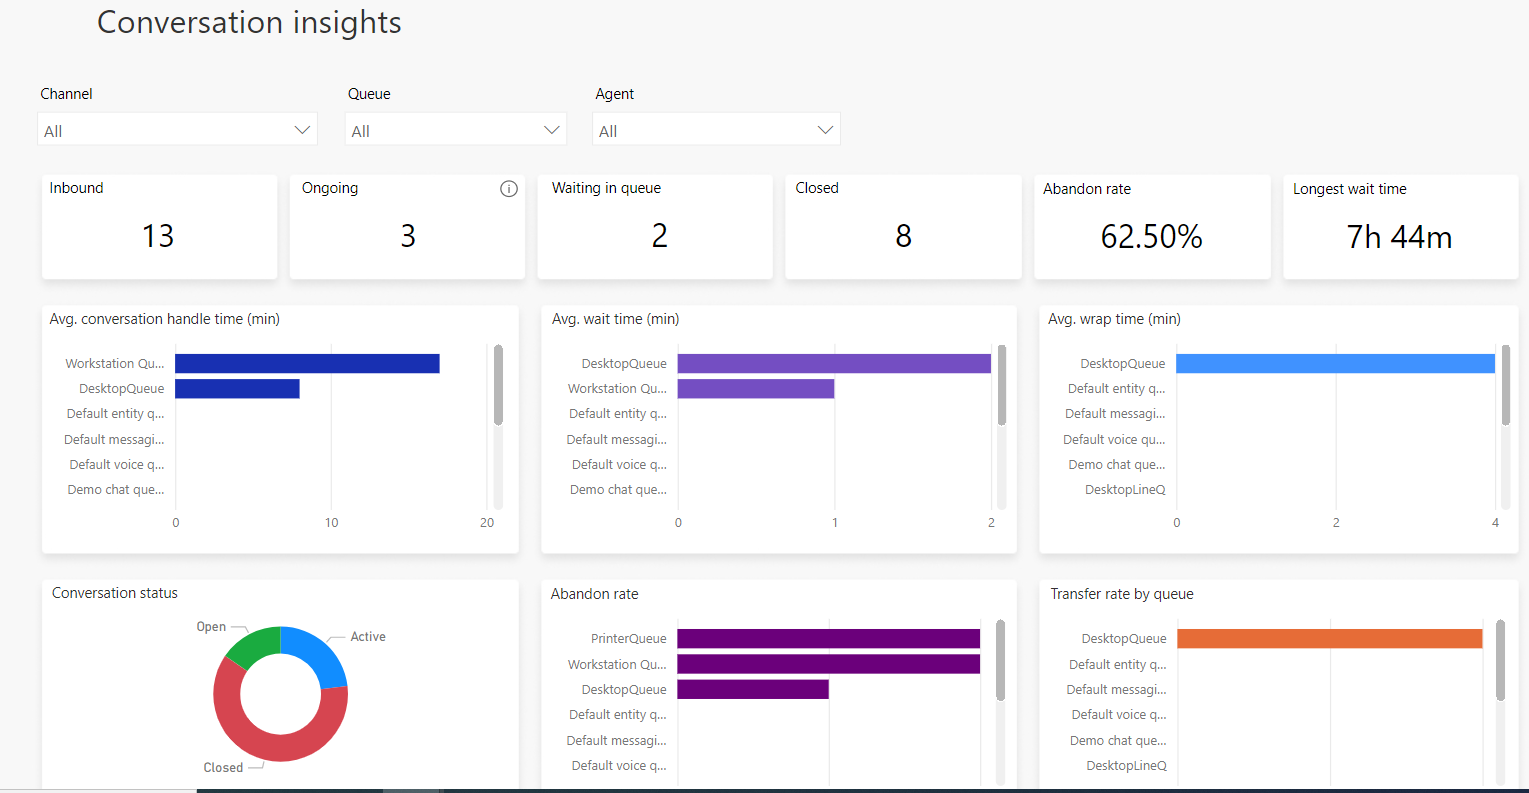 Conversation insights
Channel
Queue
Agent
All
All
All
Inbound
Ongoing
Waiting in queue
Closed
Abandon rate
Longest wait time
13
3
2
8
62.50%
7h 44m
Avg. conversation handle time (min)
Workstation Qu...
DesktopQueue
Default entity q...
Default messagi...
Default voice q...
Demo chat que...
0 10 20
Avg. wait time (min)
DesktopQueue
Workstation Qu...
Default entity q...
Default messagi...
Default voice q...
Demo chat que...
0 1 2
Avg. wrap time (min)
DesktopQueue
Default entity q...
Default messagi...
Default voice qu...
Demo chat que...
DesktopLineQ
0 2 4
Conversation status
Open
Active
Closed
Abandon rate
PrinterQueue
Workstation Qu...
DesktopQueue
Default entity q...
Default messagi...
Default voice q...
Transfer rate by queue
DesktopQueue
Default entity q...
Default messagi...
Default voice q...
Demo chat que...
DesktopLineQ